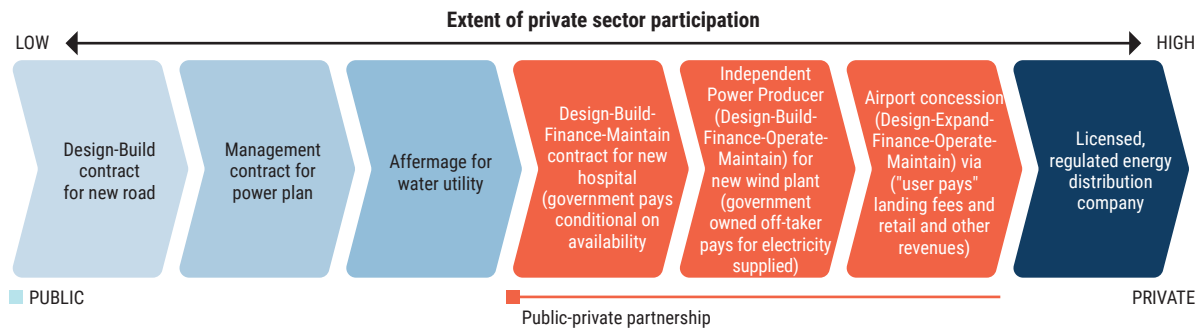 Extent of private sector participation
LOW
HIGH
Design-Build
contract
for new road
Management
contract for
power plan
Affermage for
water utility
Design-Build-
Finance-Maintain
contract for new
hospital
(government pays
conditional on
availability
Independent
Power Producer
(Design-Build-
Finance-Operate-
Maintain) for
new wind plant
(government
owned off-taker
pays for electricity
supplied)
Airport concession
(Design-Expand-
Finance-Operate-
Maintain) via
("user pays"
landing fees and
retail and other
revenues)
Licensed,
regulated energy
distribution
company
PUBLIC
PRIVATE
Public-private partnership